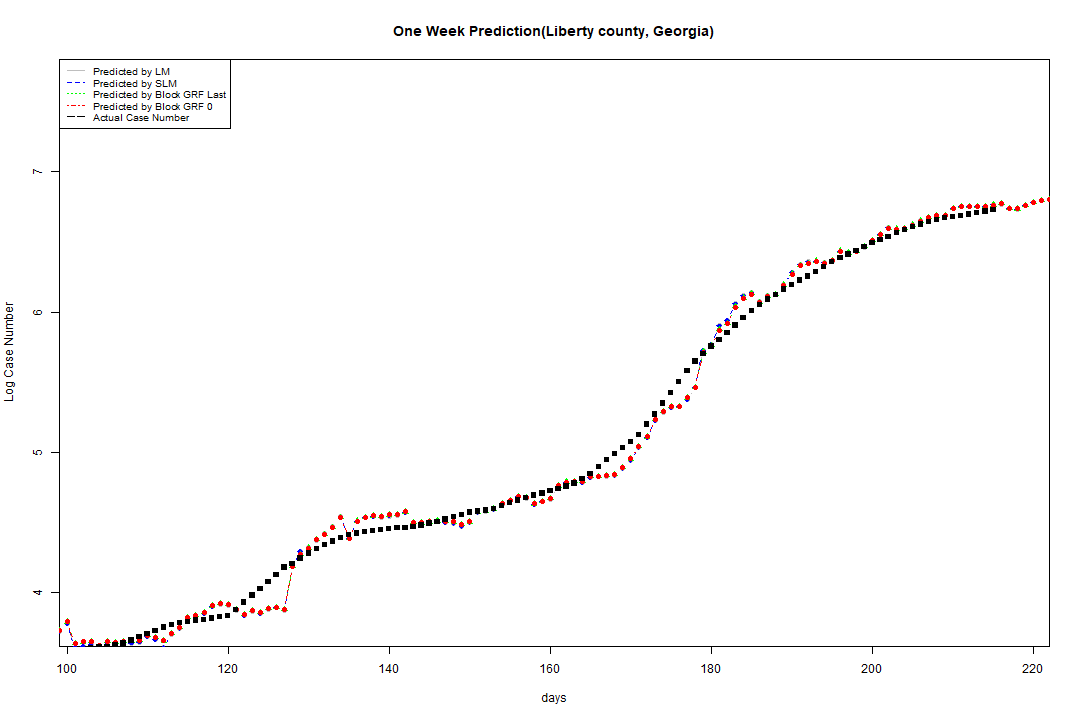 One Week Prediction(Liberty county, Georgia)
Predicted by LM
Predicted by SLM
Predicted by Block GRF Last
Predicted by Block GRF 0
Actual Case Number
7
6
5
4
Log Case Number
100 120 140 160 180 200 220
days